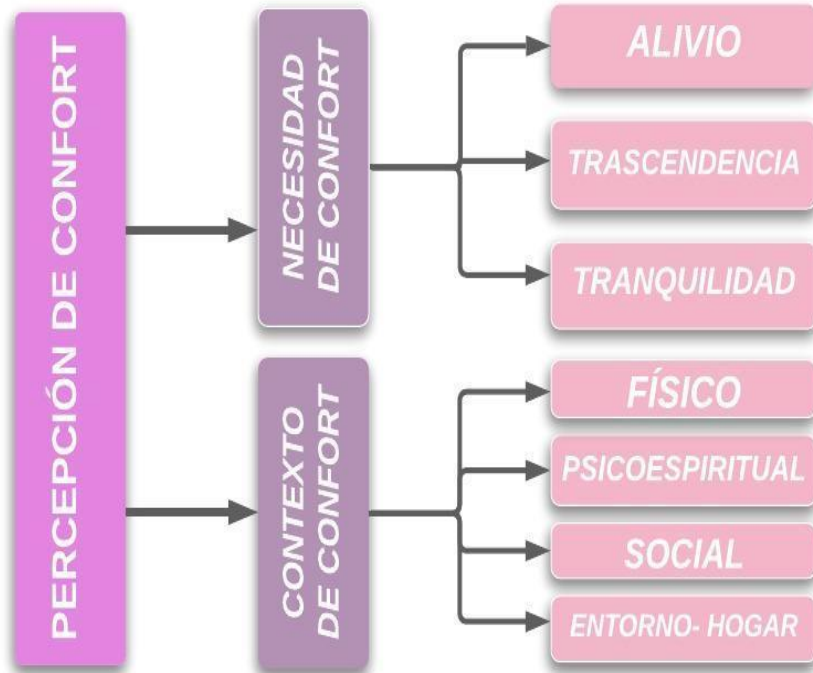 PERCEPCIÓN DE CONFORT
NECESIDAD
DE CONFORT
ALIVIO
TRASCENDENCIA
TRANQUILIDAD
CONTEXTO
DE CONFORT
FÍSICO
PSICOESPIRITUAL
SOCIAL
ENTORNO- HOGAR